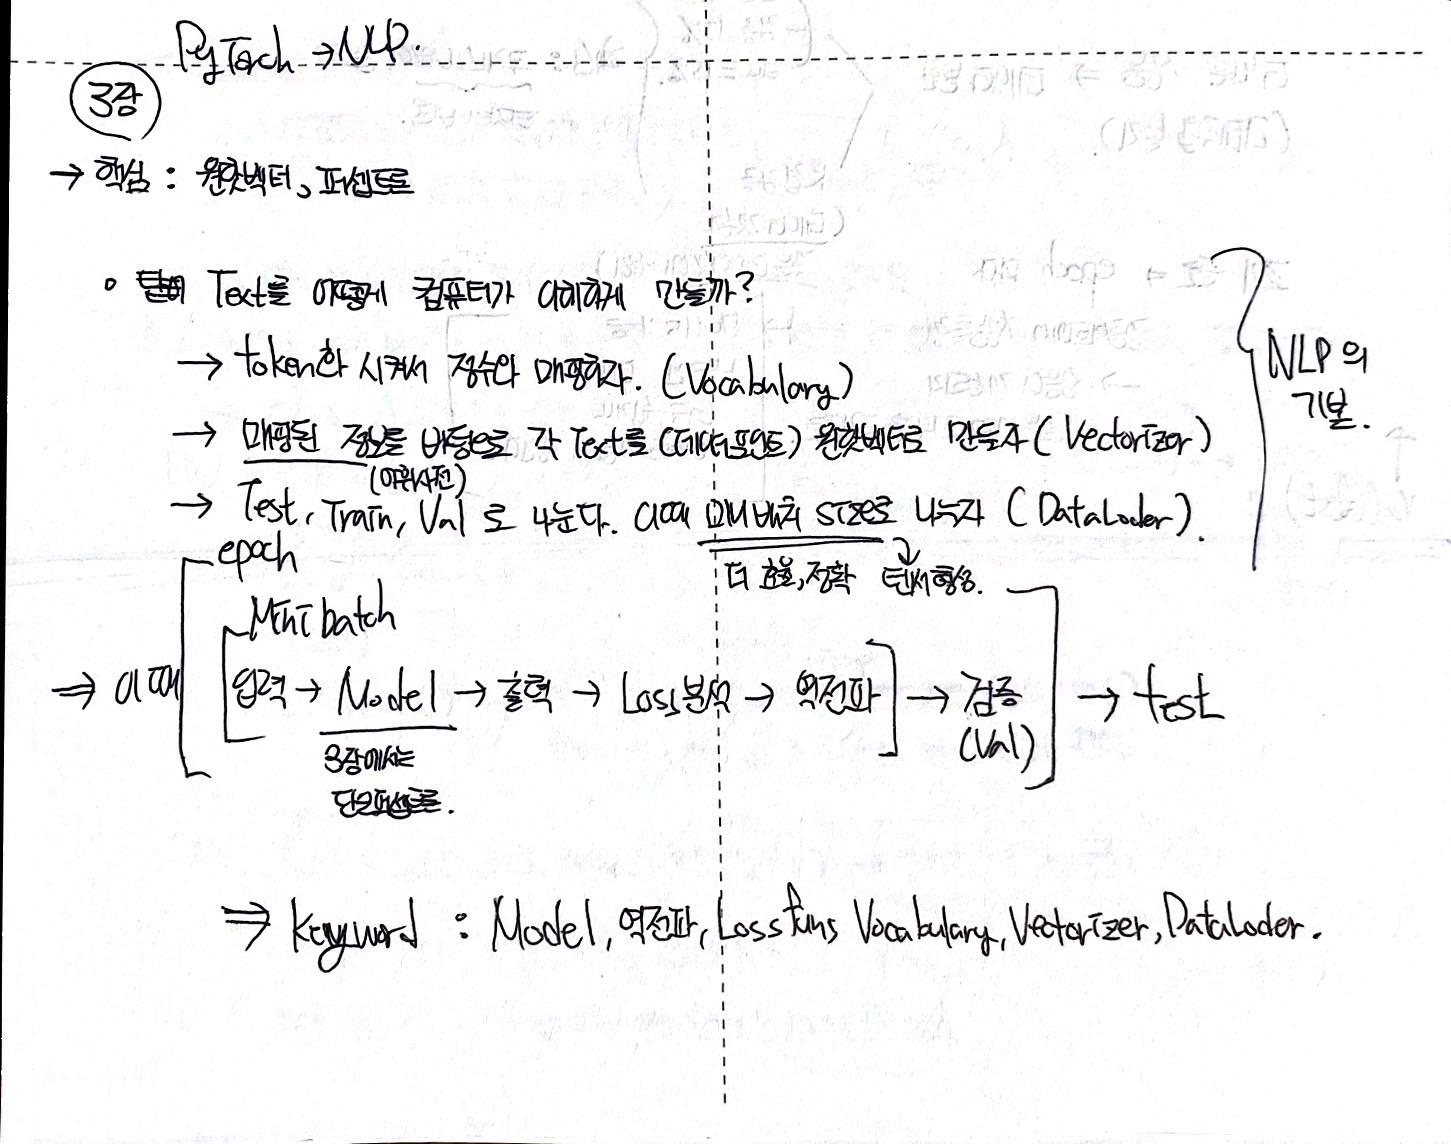 PyTorch → NLP.
3장
→ 핵심 : 원핫벡터, 퍼셉트론
• Text를 어떻게 컴퓨터가 이해하게 만들까?
→ token화 시켜서 정수와 매핑하자. (Vocabulary)
→ 매핑된 정보를 바탕으로 각 Text를 (데이터포인트) 원핫벡터로 만들자 (Vectorizer)
(어휘사전)
→ Test, Train, Val 로 나눈다. 이때 미니배치 size로 나누자 (DataLoder).
더 효율, 정확 텐서형성.
NLP의
기본.
epoch
Mini batch
⇒ 이때 입력 → Model → 출력 → Loss분석 → 역전파 → 검증 → test
(Val)
3장에서는
단순퍼셉트론.
⇒ keyword : Model, 역전파, Loss funs Vocabulary, Vectorizer, DataLoder.